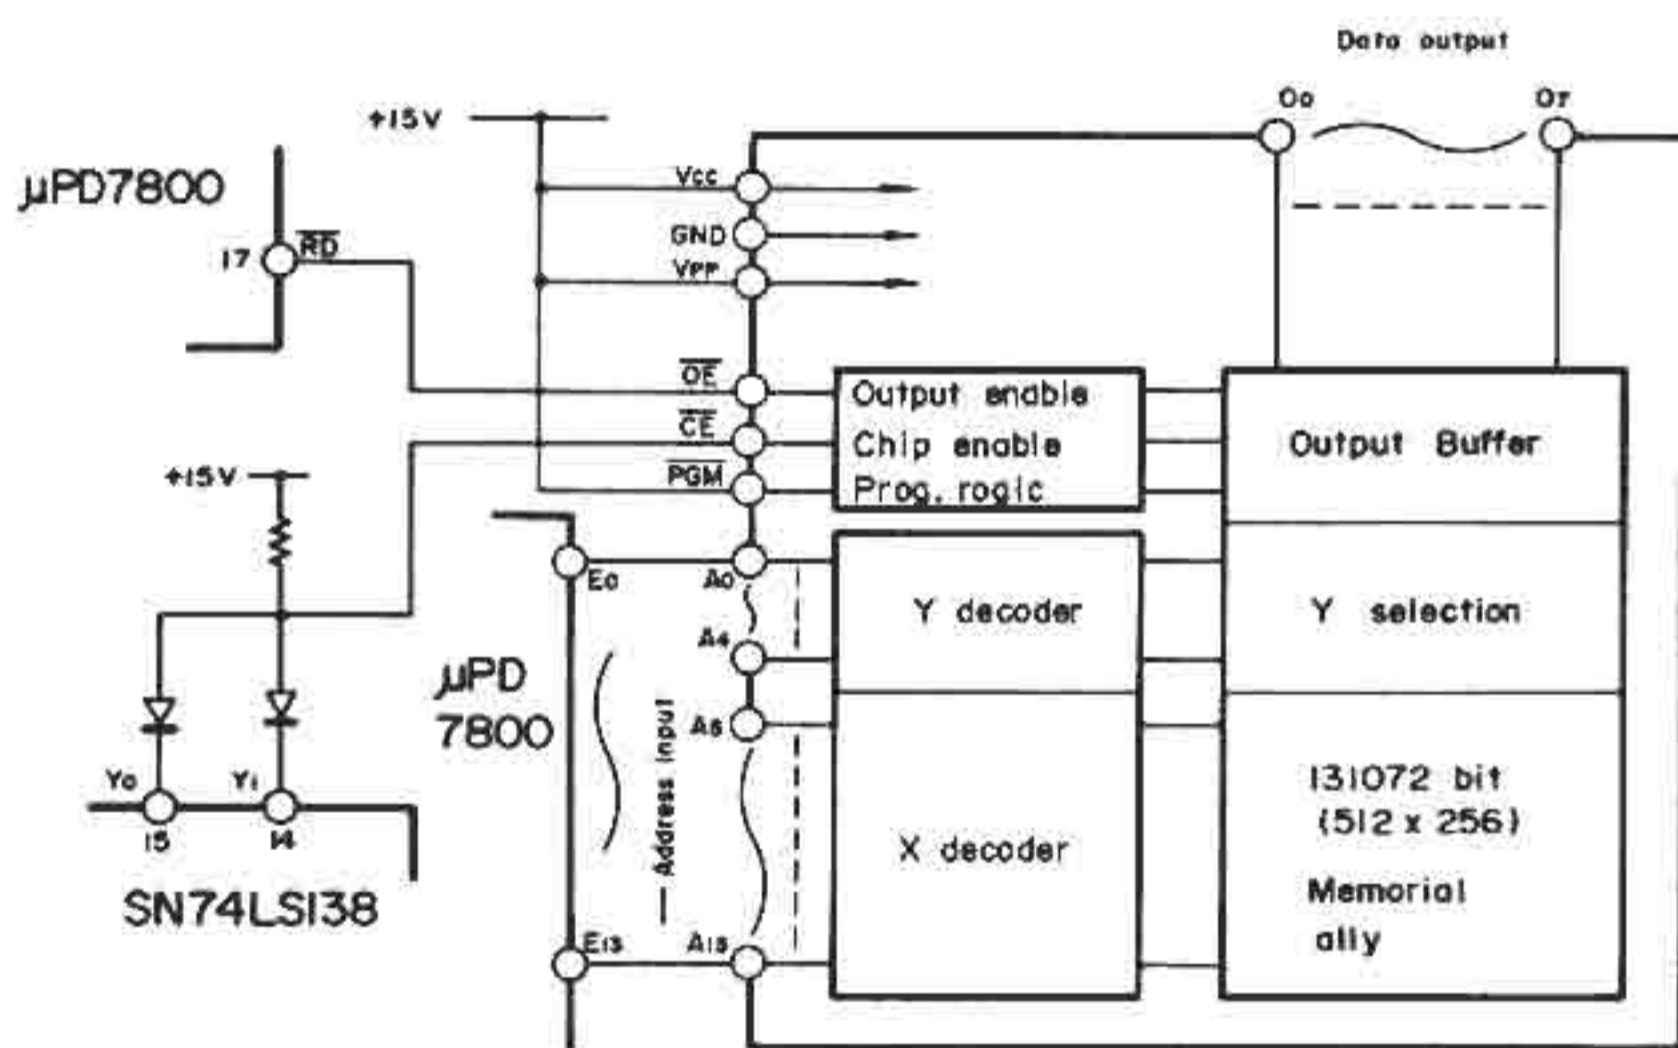 Data output
O0
O7
+15V
μPD7800
VCC
17
RD
GND
VPP
OE
Output enable
CE
Chip enable
Output Buffer
+15V
PGM
Prog. rogic
E0
A0
Y decoder
Y selection
A4
μPD
7800
A5
Address input
Y0
Y1
131072 bit
(512 x 256)
15
14
X decoder
Memorial
ally
SN74LS138
E13
A13